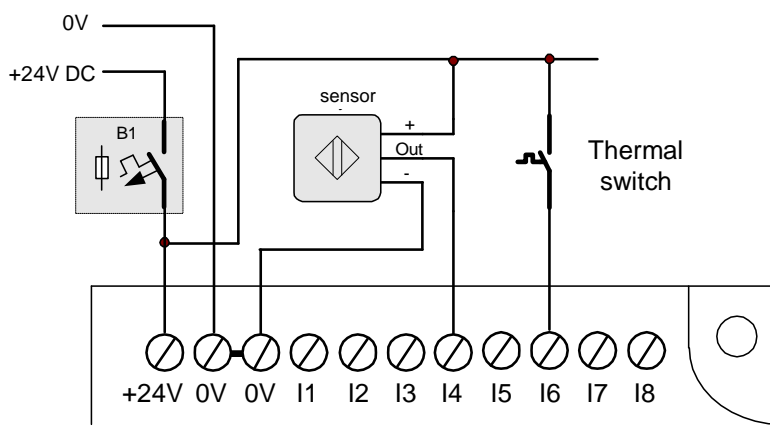 0V
+24V DC
B1
sensor
+
Out
-
Thermal
switch
+24V 0V 0V I1 I2 I3 I4 I5 I6 I7 I8